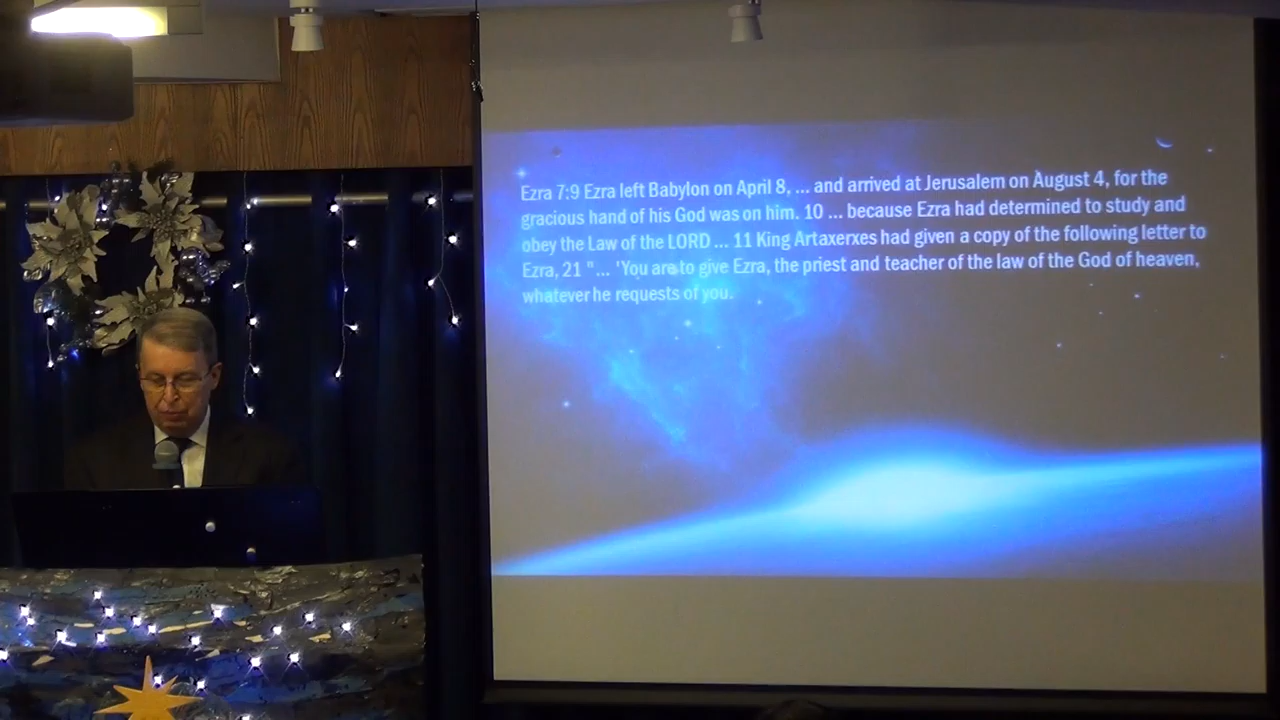 Ezra 7:9 Ezra left Babylon on April 8, ... and arrived at Jerusalem on August 4, for the
gracious hand of his God was on him. 10 ... because Ezra had determined to study and
obey the Law of the LORD ... 11 King Artaxerxes had given a copy of the following letter to
Ezra, 21 "... 'You are to give Ezra, the priest and teacher of the law of the God of heaven,
whatever he requests of you.